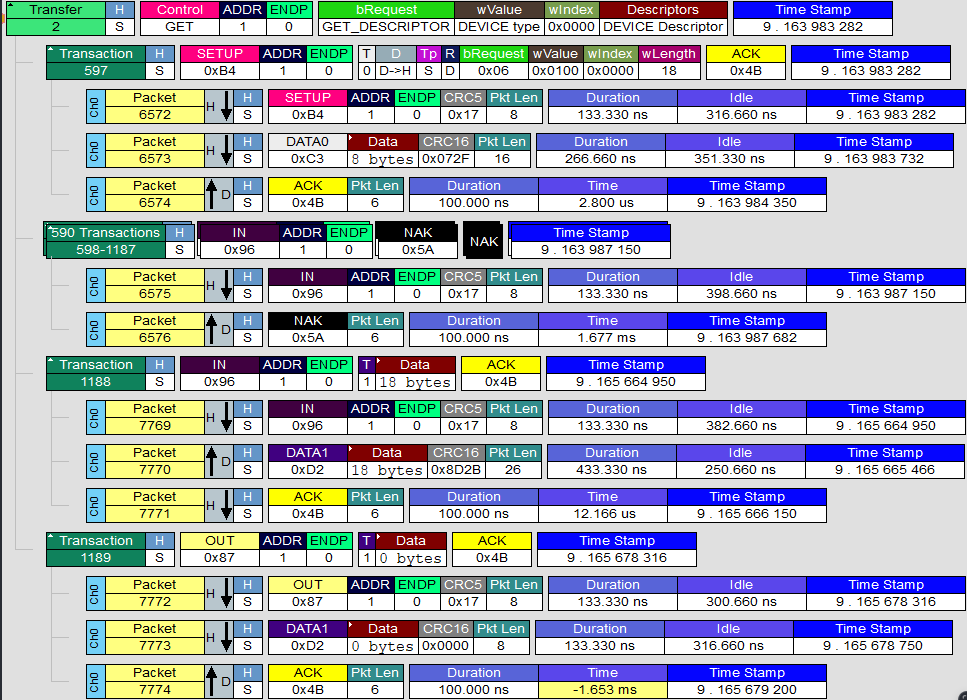 Transfer H Control ADDR ENDP bRequest wValue wIndex Descriptors Time Stamp
2 S GET 1 0 GET_DESCRIPTOR DEVICE type 0x0000 DEVICE Descriptor 9 . 163 983 282
Transaction H SETUP ADDR ENDP T D Tp R bRequest wValue wIndex wLength ACK Time Stamp
597 S 0xB4 1 0 0 D->H S D 0x06 0x0100 0x0000 18 0x4B 9 . 163 983 282
Ch0 Packet H H SETUP ADDR ENDP CRC5 Pkt Len Duration Idle Time Stamp
6572 S 0xB4 1 0 0x17 8 133.330 ns 316.660 ns 9 . 163 983 282
Ch0 Packet H H DATA0 Data CRC16 Pkt Len Duration Idle Time Stamp
6573 S 0xC3 8 bytes 0x072F 16 266.660 ns 351.330 ns 9 . 163 983 732
Ch0 Packet D H ACK Pkt Len Duration Time Time Stamp
6574 S 0x4B 6 100.000 ns 2.800 us 9 . 163 984 350
590 Transactions H IN ADDR ENDP NAK NAK Time Stamp
598-1187 S 0x96 1 0 0x5A 9 . 163 987 150
Ch0 Packet H H IN ADDR ENDP CRC5 Pkt Len Duration Idle Time Stamp
6575 S 0x96 1 0 0x17 8 133.330 ns 398.660 ns 9 . 163 987 150
Ch0 Packet D H NAK Pkt Len Duration Time Time Stamp
6576 S 0x5A 6 100.000 ns 1.677 ms 9 . 163 987 682
Transaction H IN ADDR ENDP T Data ACK Time Stamp
1188 S 0x96 1 0 1 18 bytes 0x4B 9 . 165 664 950
Ch0 Packet H H IN ADDR ENDP CRC5 Pkt Len Duration Idle Time Stamp
7769 S 0x96 1 0 0x17 8 133.330 ns 382.660 ns 9 . 165 664 950
Ch0 Packet D H DATA1 Data CRC16 Pkt Len Duration Idle Time Stamp
7770 S 0xD2 18 bytes 0x8D2B 26 433.330 ns 250.660 ns 9 . 165 665 466
Ch0 Packet H H ACK Pkt Len Duration Time Time Stamp
7771 S 0x4B 6 100.000 ns 12.166 us 9 . 165 666 150
Transaction H OUT ADDR ENDP T Data ACK Time Stamp
1189 S 0x87 1 0 1 0 bytes 0x4B 9 . 165 678 316
Ch0 Packet H H OUT ADDR ENDP CRC5 Pkt Len Duration Idle Time Stamp
7772 S 0x87 1 0 0x17 8 133.330 ns 300.660 ns 9 . 165 678 316
Ch0 Packet H H DATA1 Data CRC16 Pkt Len Duration Idle Time Stamp
7773 S 0xD2 0 bytes 0x0000 8 133.330 ns 316.660 ns 9 . 165 678 750
Ch0 Packet D H ACK Pkt Len Duration Time Time Stamp
7774 S 0x4B 6 100.000 ns -1.653 ms 9 . 165 679 200